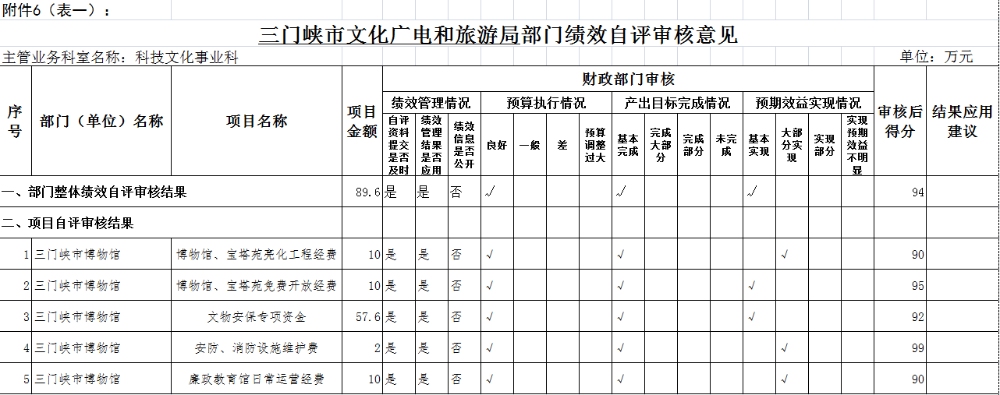 附件6（表一）：
三门峡市文化广电和旅游局部门绩效自评审核意见
主管业务科室名称：科技文化事业科 单位：万元
序号 部门（单位）名称 项目名称 项目金额 财政部门审核 审核后得分 结果应用建议
绩效管理情况 预算执行情况 产出目标完成情况 预期效益实现情况
自评资料提交是否及时 绩效管理结果是否应用 绩效信息是否公开 良好 一般 差 预算调整过大 基本完成 完成大部分 完成部分 未完成 基本实现 大部分实现 实现部分 实现预期效益不明显
一、部门整体绩效自评审核结果 89.6 是 是 否 √ √ √ 94
二、项目自评审核结果
1 三门峡市博物馆 博物馆、宝塔苑亮化工程经费 10 是 是 否 √ √ √ 90
2 三门峡市博物馆 博物馆、宝塔苑免费开放经费 10 是 是 否 √ √ √ 95
3 三门峡市博物馆 文物安保专项资金 57.6 是 是 否 √ √ √ 92
4 三门峡市博物馆 安防、消防设施维护费 2 是 是 否 √ √ √ 99
5 三门峡市博物馆 廉政教育馆日常运营经费 10 是 是 否 √ √ √ 90